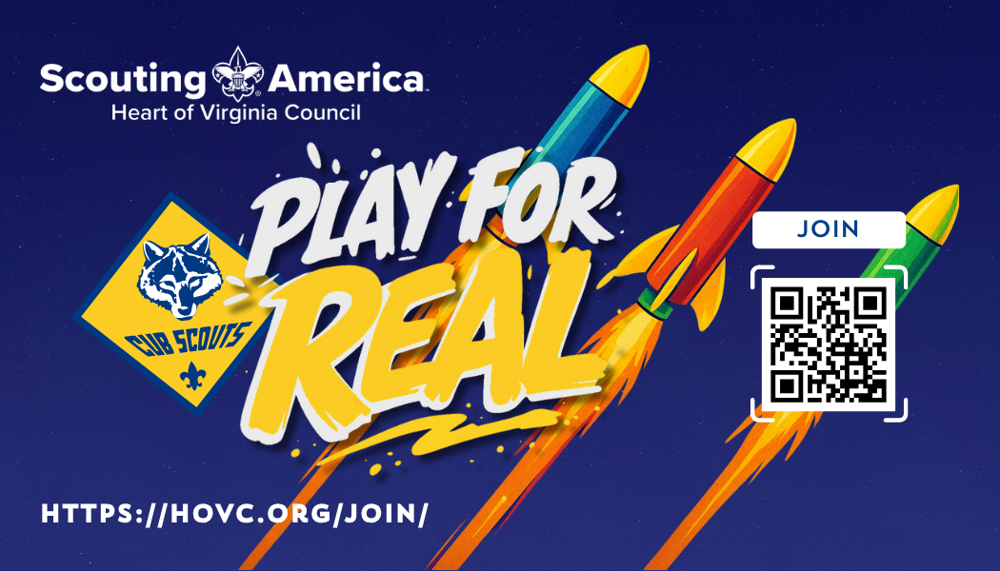 Scouting America
Heart of Virginia Council
PLAY FOR
REAL
CUB SCOUTS
JOIN
HTTPS://HOVC.ORG/JOIN/